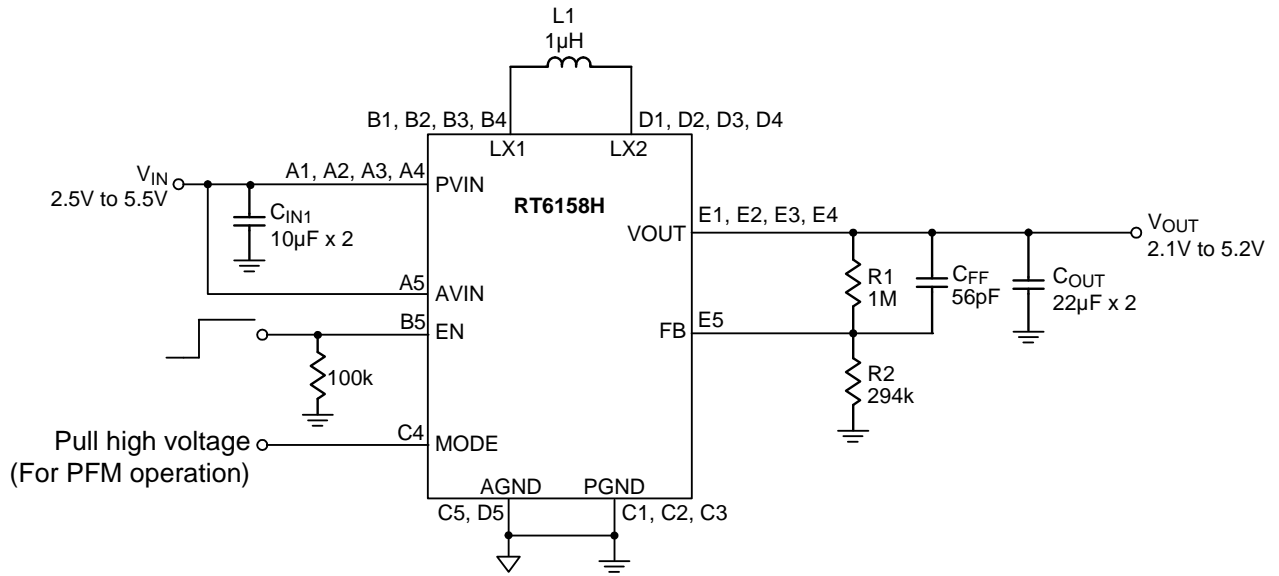 L1
1µH
B1, B2, B3, B4
D1, D2, D3, D4
LX1
LX2
VIN
2.5V to 5.5V
A1, A2, A3, A4
PVIN
RT6158H
CIN1
10µF x 2
E1, E2, E3, E4
VOUT
VOUT
2.1V to 5.2V
A5
AVIN
R1
1M
CFF
56pF
COUT
22µF x 2
B5
EN
E5
FB
100k
R2
294k
Pull high voltage
(For PFM operation)
C4
MODE
AGND
PGND
C5, D5
C1, C2, C3